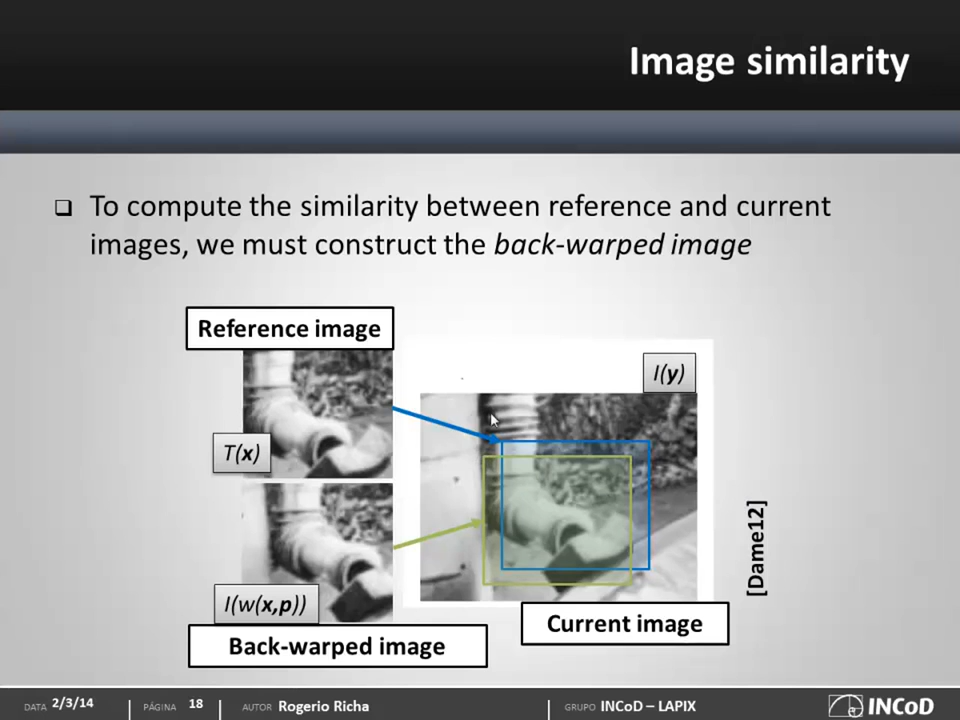 Image similarity
❑ To compute the similarity between reference and current
images, we must construct the back-warped image
Reference image
I(y)
T(x)
I(w(x,p))
[Dame12]
Current image
Back-warped image
DATA 2/3/14 PÁGINA 18 AUTOR Rogerio Richa GRUPO INCoD – LAPIX INCoD